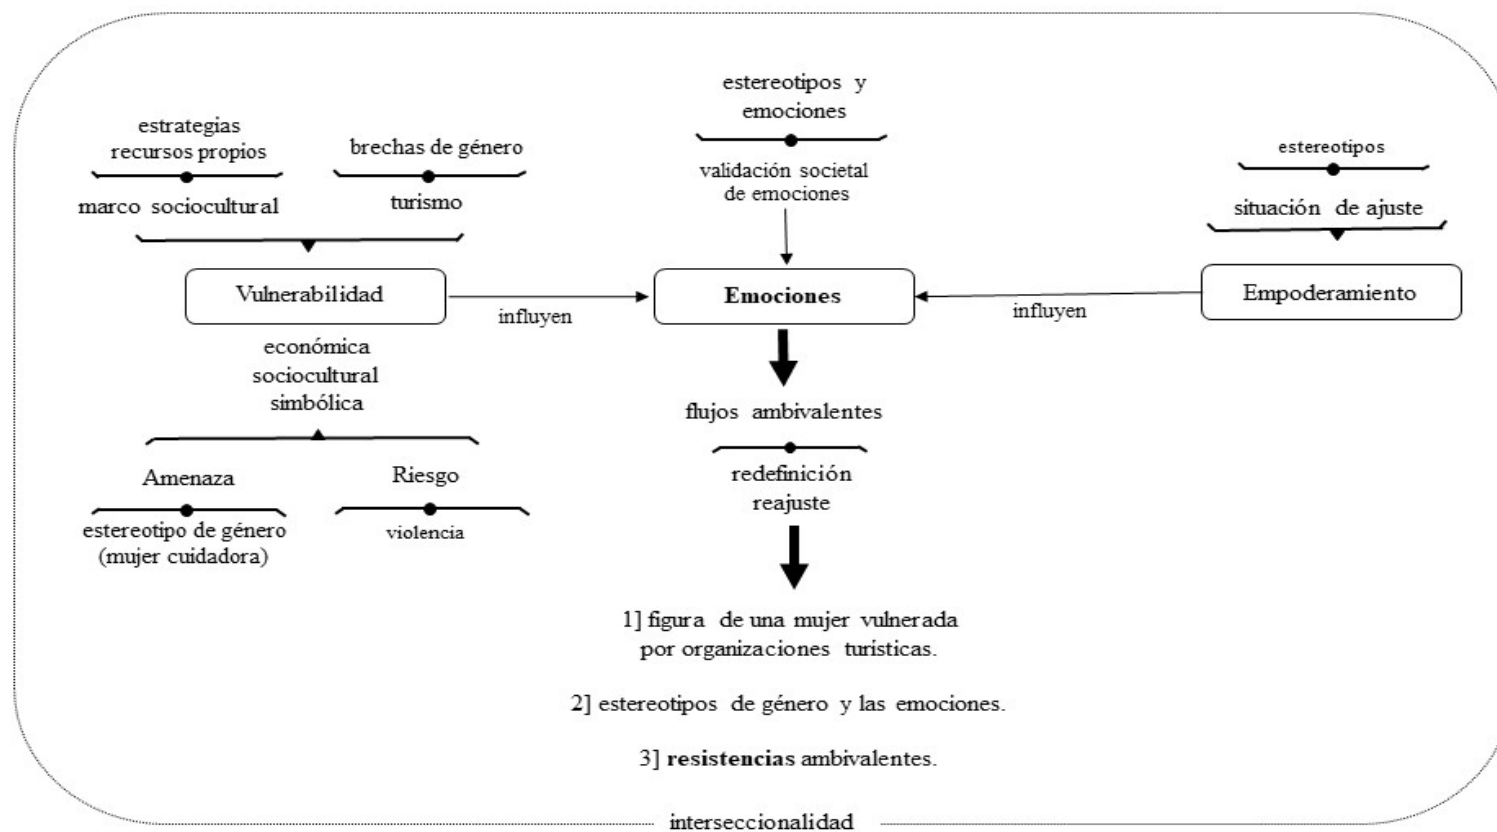 estrategias
recursos propios
marco sociocultural
brechas de género
turismo
estereotipos y
emociones
validación societal
de emociones
estereotipos
situación de ajuste
Vulnerabilidad
influyen
Emociones
influyen
Empoderamiento
económica
sociocultural
simbólica
Amenaza
estereotipo de género
(mujer cuidadora)
Riesgo
violencia
flujos ambivalentes
redefinición
reajuste
1] figura de una mujer vulnerada
por organizaciones turísticas.
2] estereotipos de género y las emociones.
3] resistencias ambivalentes.
interseccionalidad